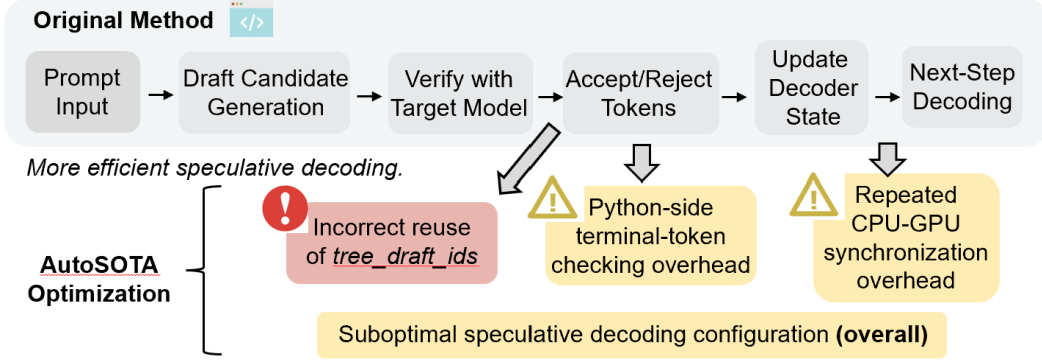 Original Method
</>
Prompt
Input
Draft Candidate
Generation
Verify with
Target Model
Accept/Reject
Tokens
Update
Decoder
State
Next-Step
Decoding
More efficient speculative decoding.
AutoSOTA
Optimization
!
Incorrect reuse
of tree_draft_ids
!
Python-side
terminal-token
checking overhead
!
Repeated
CPU-GPU
synchronization
overhead
Suboptimal speculative decoding configuration (overall)